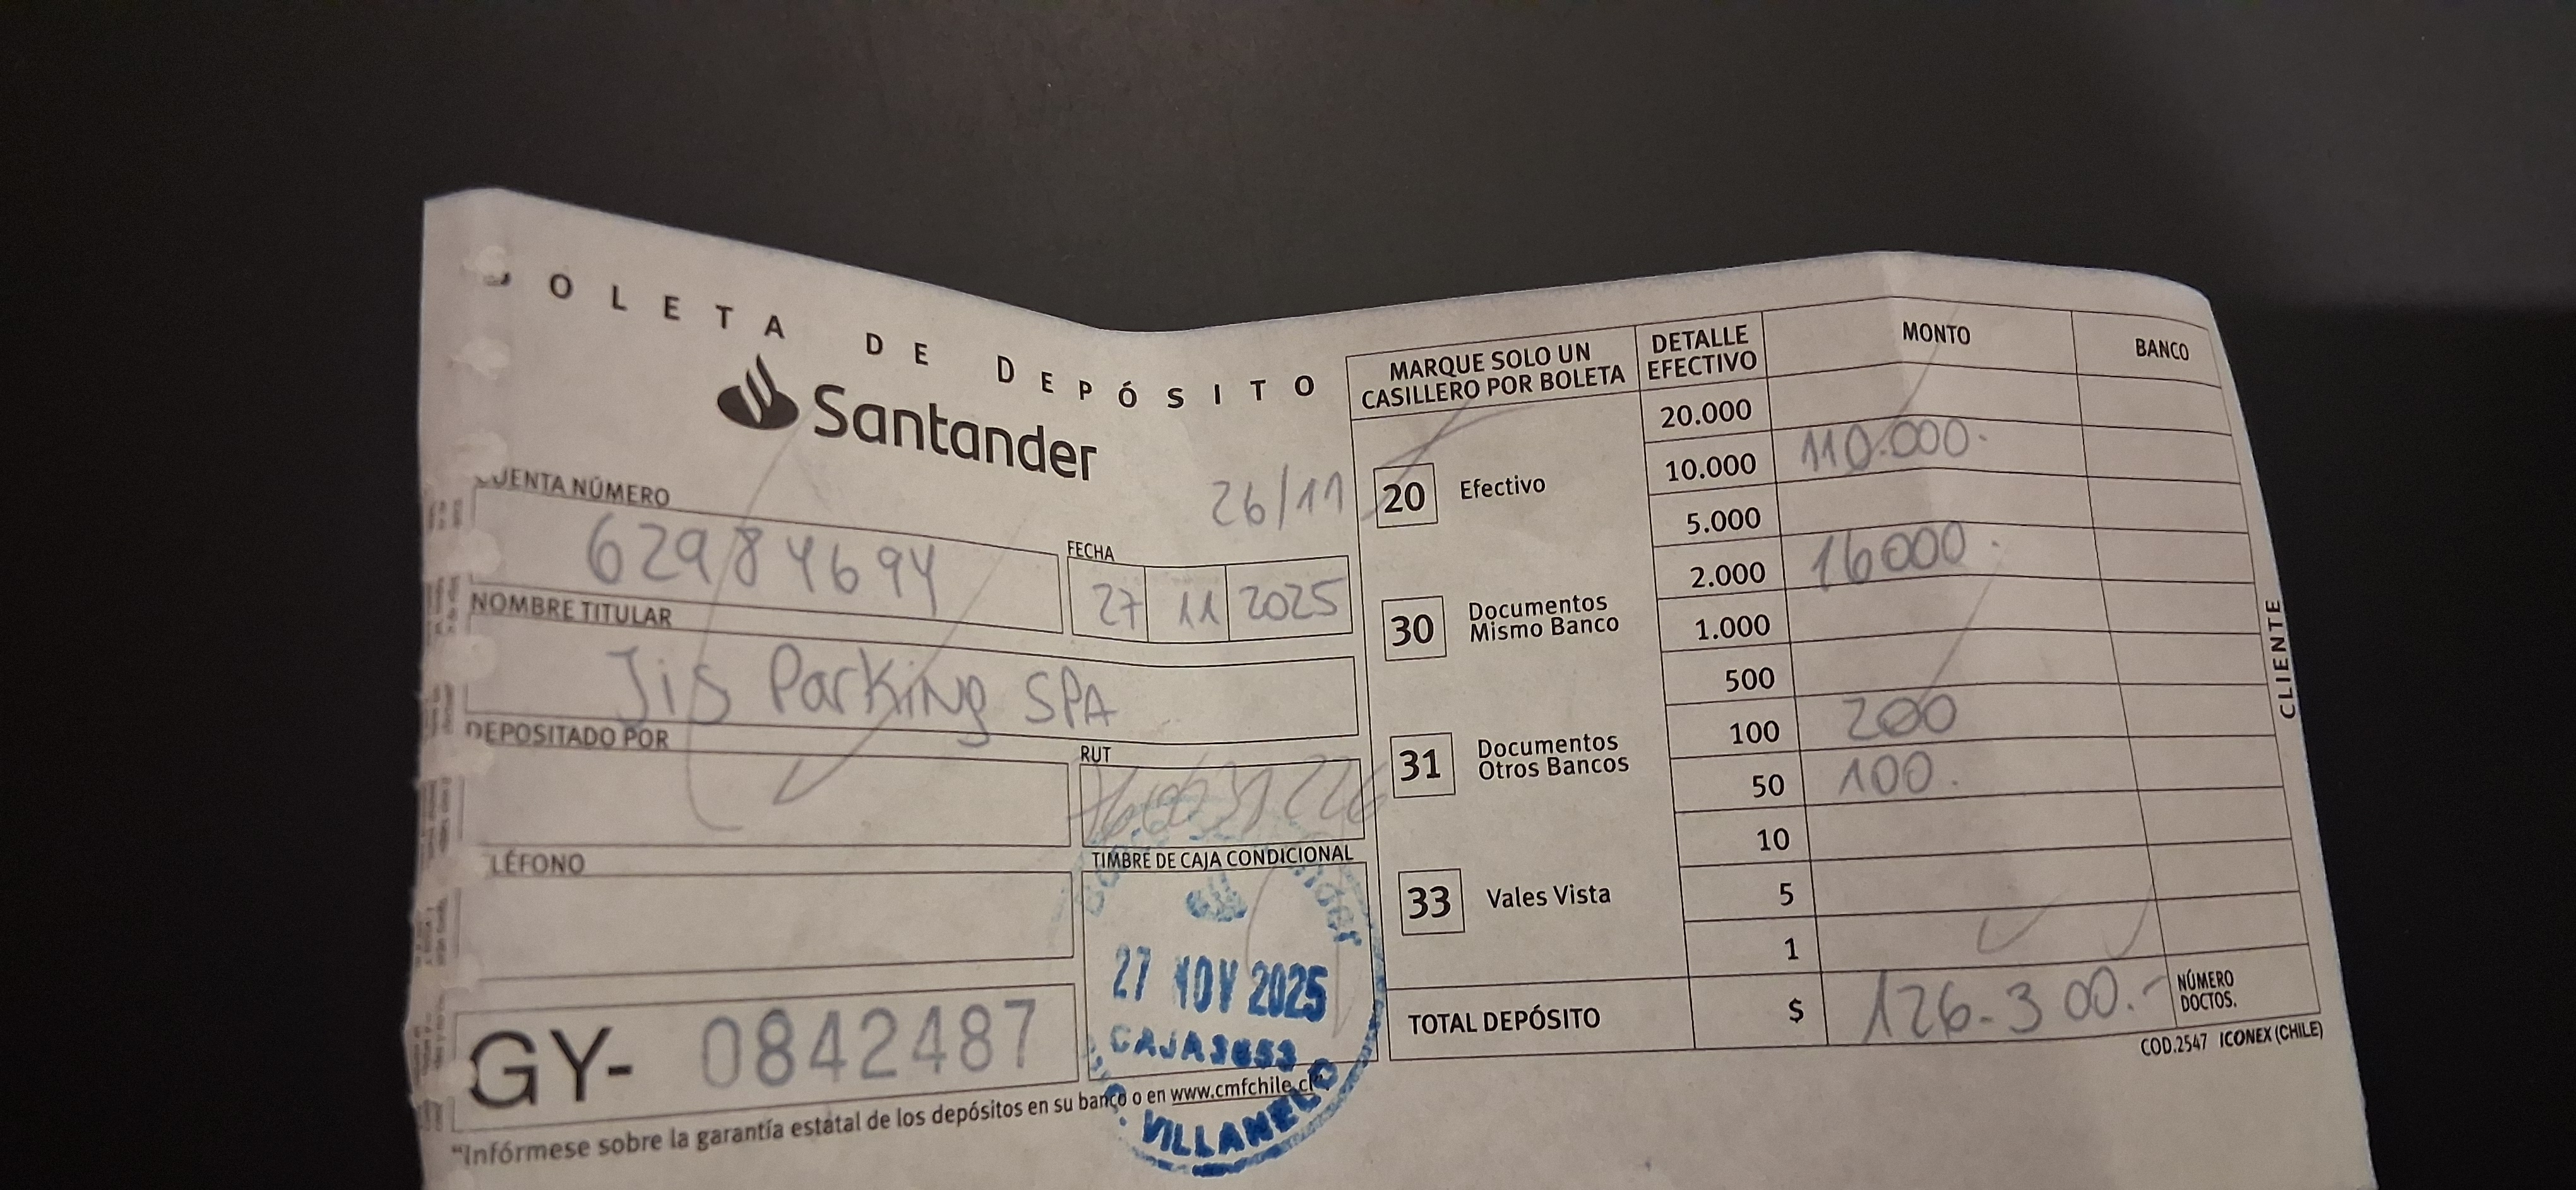 OLETA DE DEPÓSITO
Santander
26/11
CUENTA NÚMERO
62984694
FECHA
27 11 2025
NOMBRE TITULAR
Jis Parking SPA
DEPOSITADO POR
RUT
LÉFONO
TIMBRE DE CAJA CONDICIONAL
27 NOV 2025
CAJA 3653
VILLANELO
GY- 0842487
"Infórmese sobre la garantía estatal de los depósitos en su banco o en www.cmfchile.cl"
MARQUE SOLO UN
CASILLERO POR BOLETA
20 Efectivo
30 Documentos
Mismo Banco
31 Documentos
Otros Bancos
33 Vales Vista
DETALLE
EFECTIVO
MONTO
BANCO
20.000
10.000 110.000.
5.000
2.000 16000.
1.000
500
100 200
50 100.
10
5
1
TOTAL DEPÓSITO $ 126.300.-
NÚMERO
DOCTOS.
CLIENTE
COD.2547 ICONEX (CHILE)